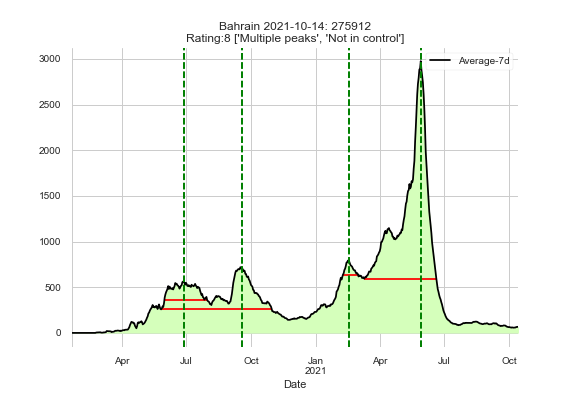 Bahrain 2021-10-14: 275912
Rating:8 ['Multiple peaks', 'Not in control']
Average-7d
3000
2500
2000
1500
1000
500
0
Apr
Jul
Oct
Jan
2021
Apr
Jul
Oct
Date